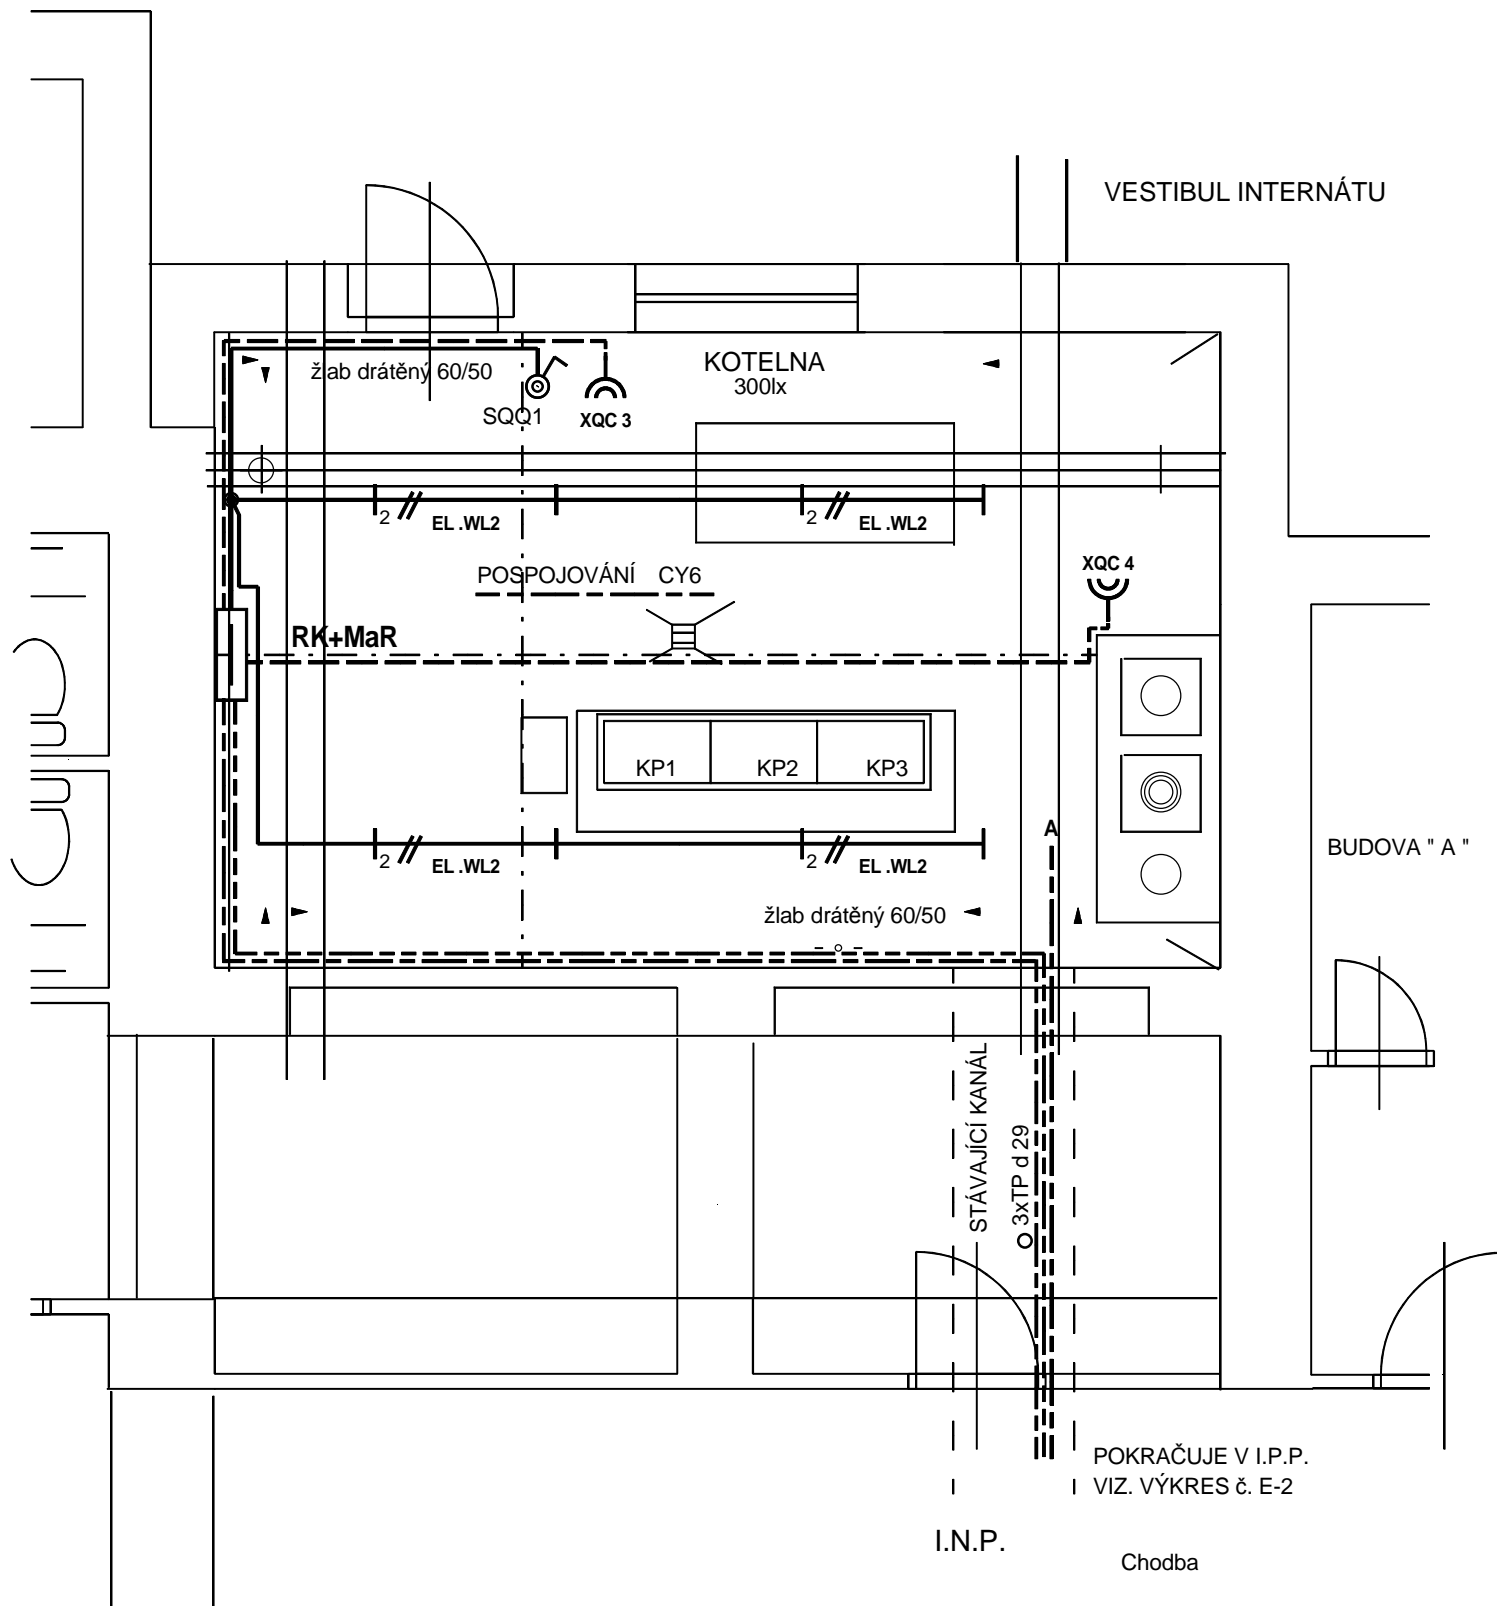 VESTIBUL INTERNÁTU
žlab drátěný 60/50
KOTELNA
300lx
SQQ1
XQC 3
2
EL .WL2
2
EL .WL2
POSPOJOVÁNÍ CY6
XQC 4
RK+MaR
KP1
KP2
KP3
A
2
EL .WL2
2
EL .WL2
BUDOVA " A "
žlab drátěný 60/50
STÁVAJÍCÍ KANÁL
3xTP d 29
POKRAČUJE V I.P.P.
VIZ. VÝKRES č. E-2
I.N.P.
Chodba